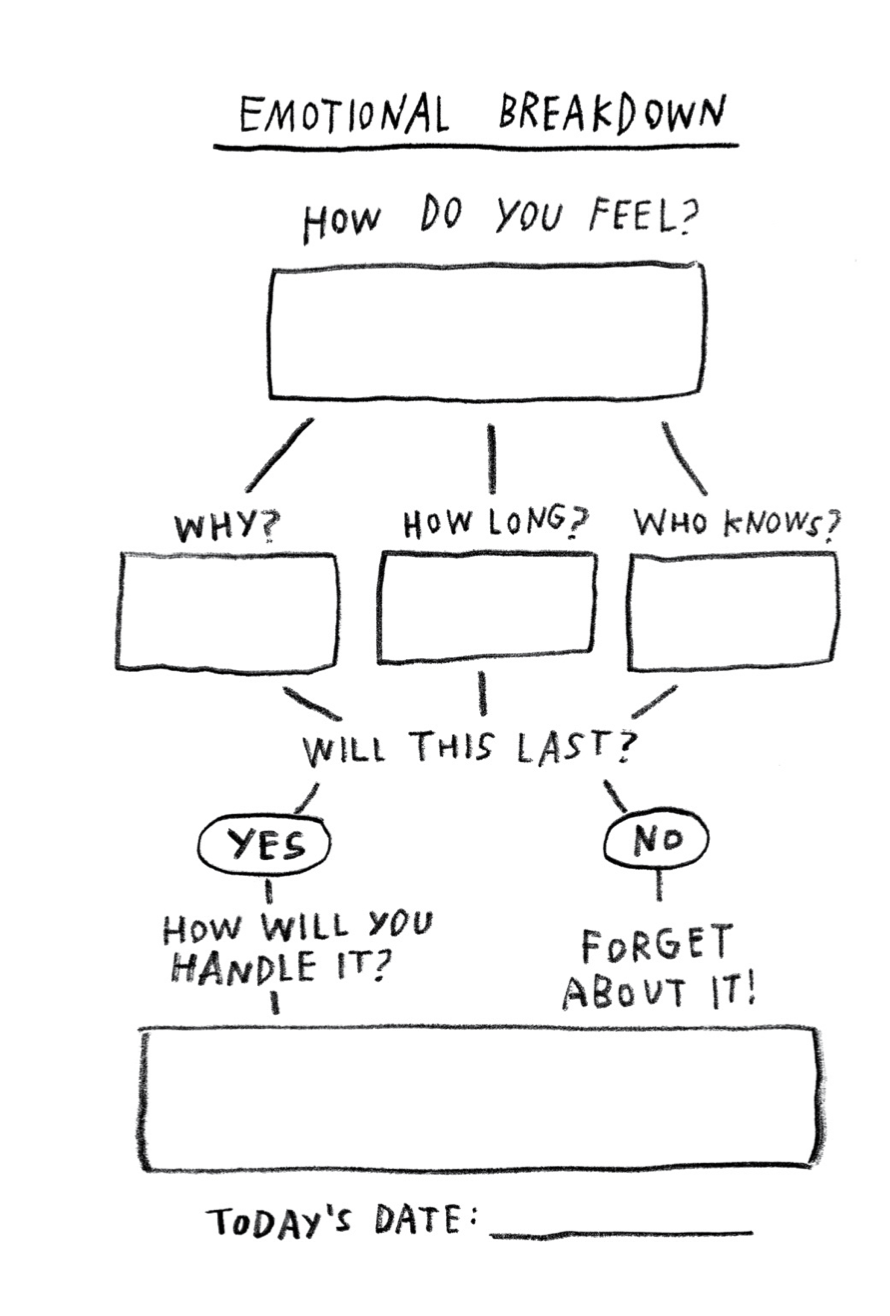 EMOTIONAL BREAKDOWN
HOW DO YOU FEEL?
WHY?
HOW LONG?
WHO KNOWS?
WILL THIS LAST?
YES
NO
HOW WILL YOU
HANDLE IT?
FORGET
ABOUT IT!
TODAY'S DATE: